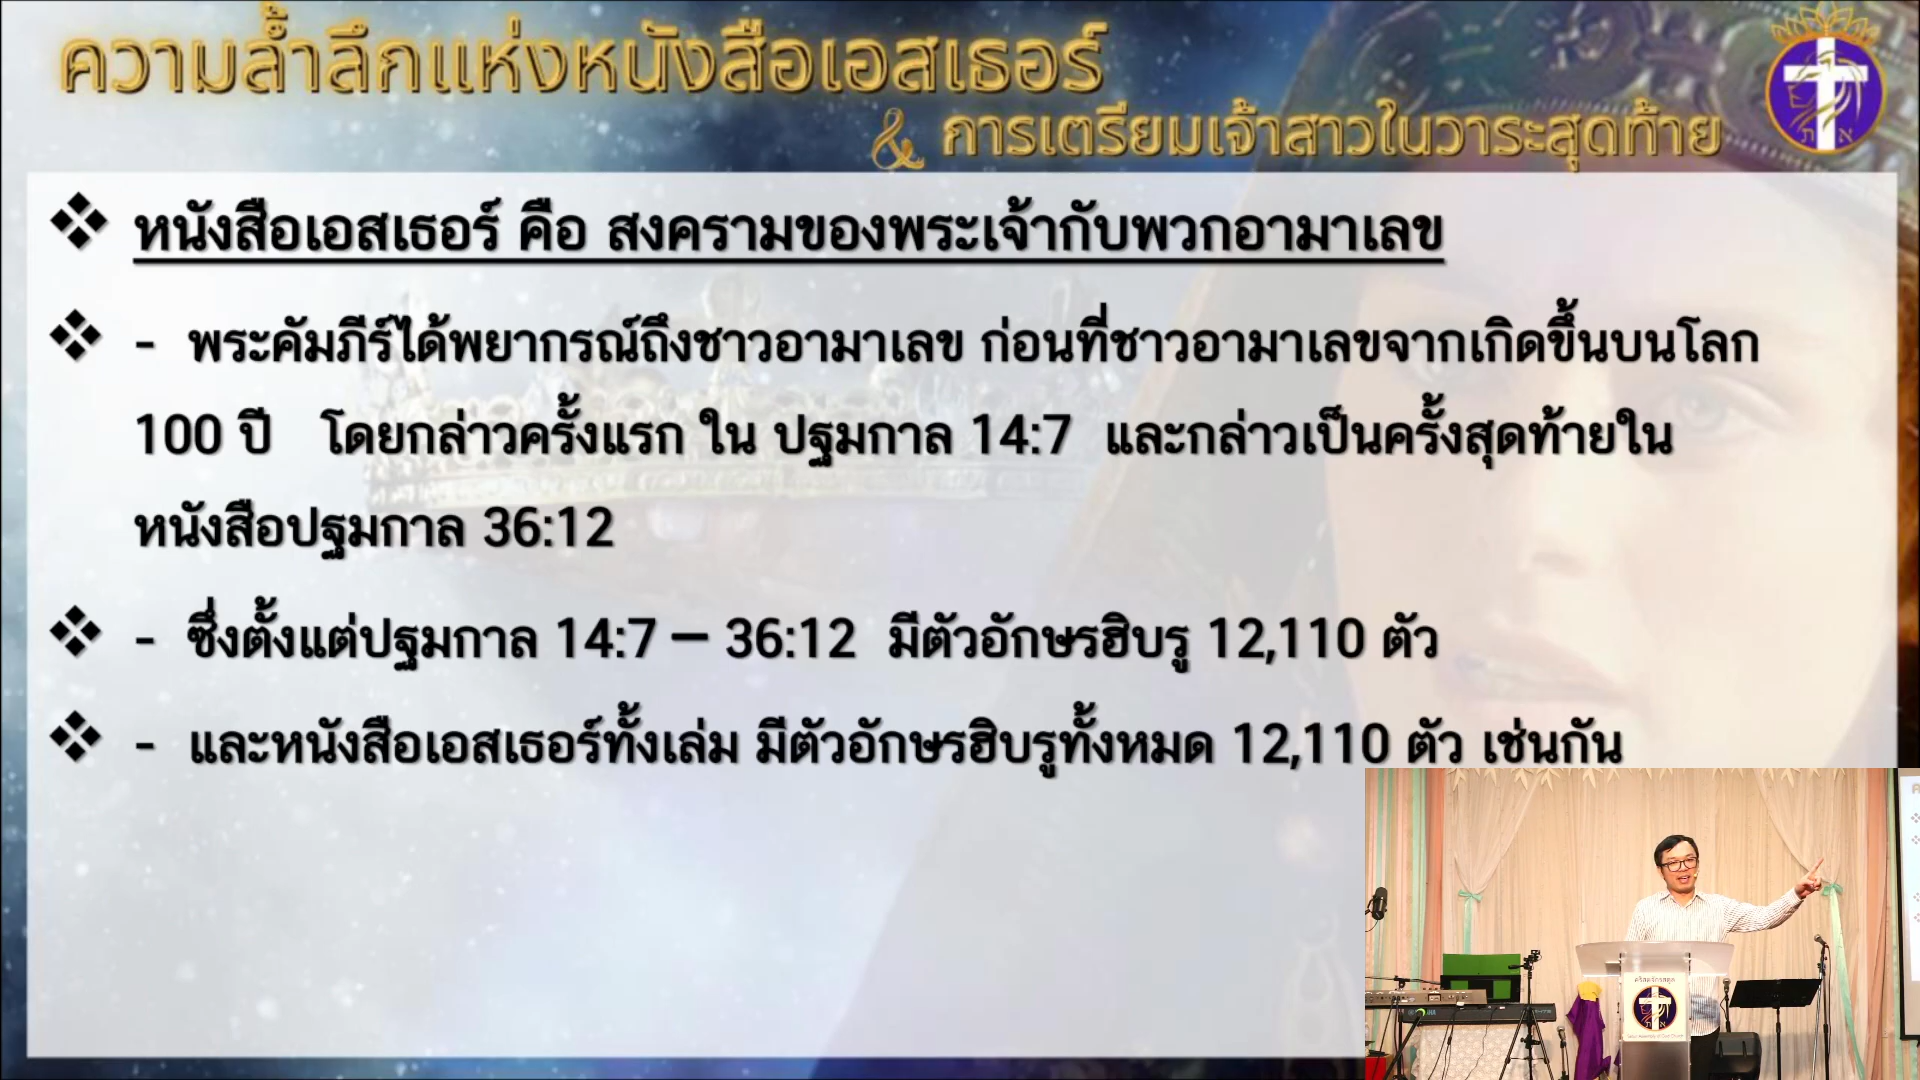 ความล้ำลึกแห่งหนังสือเอสเธอร์
& การเตรียมเจ้าสาวในวาระสุดท้าย
❖ หนังสือเอสเธอร์ คือ สงครามของพระเจ้ากับพวกอามาเลข
❖ - พระคัมภีร์ได้พยากรณ์ถึงชาวอามาเลข ก่อนที่ชาวอามาเลขจากเกิดขึ้นบนโลก
100 ปี โดยกล่าวครั้งแรก ใน ปฐมกาล 14:7 และกล่าวเป็นครั้งสุดท้ายใน
หนังสือปฐมกาล 36:12
❖ - ซึ่งตั้งแต่ปฐมกาล 14:7 – 36:12 มีตัวอักษรฮิบรู 12,110 ตัว
❖ - และหนังสือเอสเธอร์ทั้งเล่ม มีตัวอักษรฮิบรูทั้งหมด 12,110 ตัว เช่นกัน